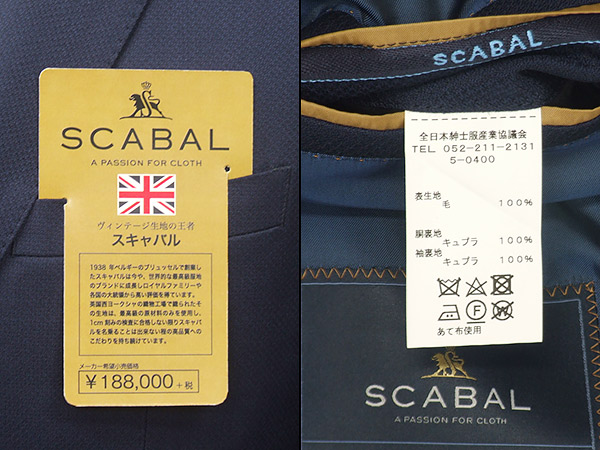 SCABAL
A PASSION FOR CLOTH
ヴィンテージ生地の王者
スキャバル
1938 年ベルギーのブリュッセルで創業し
たスキャバルは今や、世界的な最高級服地
のブランドに成長しロイヤルファミリーや
各国の大統領から高い評価を得ています。
英国西ヨークシャの織物工場で織られたそ
の生地は、最高級の原材料のみを使用し、
1cm 刻みの検査に合格しない限りスキャバ
ルを名乗ることは出来ない程の高品質への
こだわりを持ち続けています。
メーカー希望小売価格
¥188,000+税
SCABAL
全日本紳士服産業協議会
TEL 052-211-2131
5-0400
表生地
毛 100%
胴裏地
キュプラ 100%
袖裏地
キュプラ 100%
あて布使用
SCABAL
A PASSION FOR CLOTH